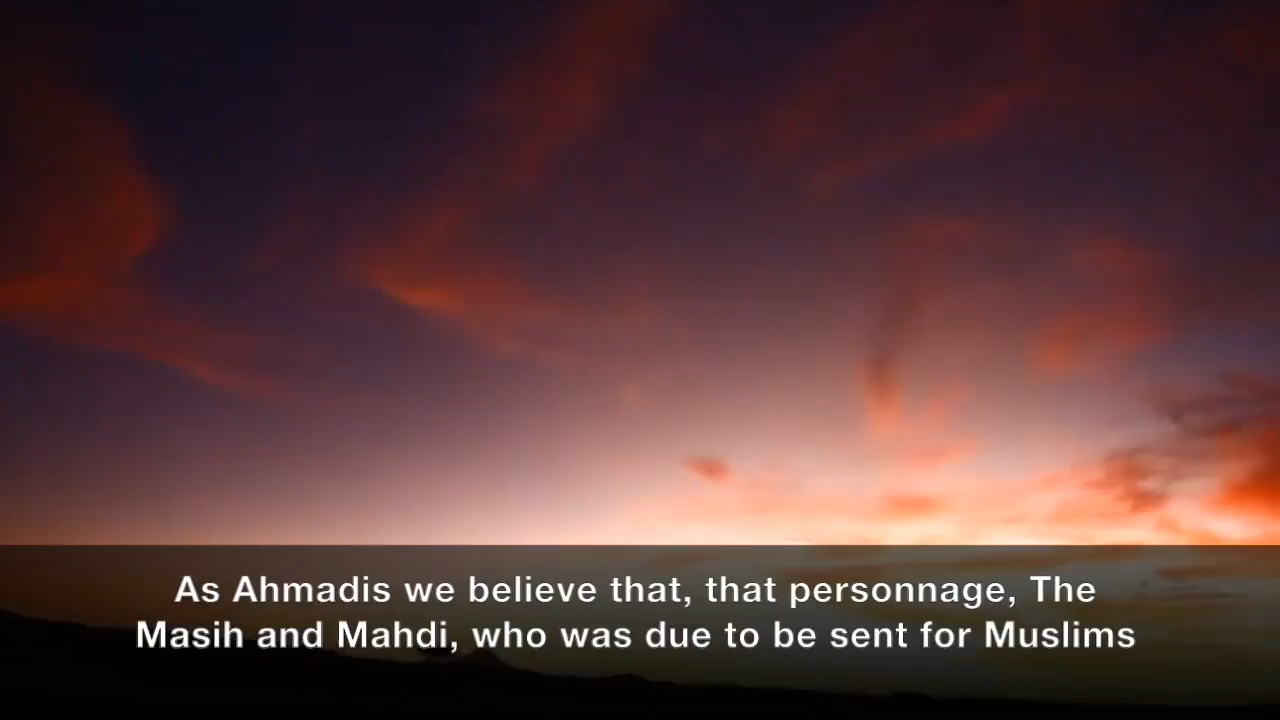 As Ahmadis we believe that, that personnage, The
Masih and Mahdi, who was due to be sent for Muslims